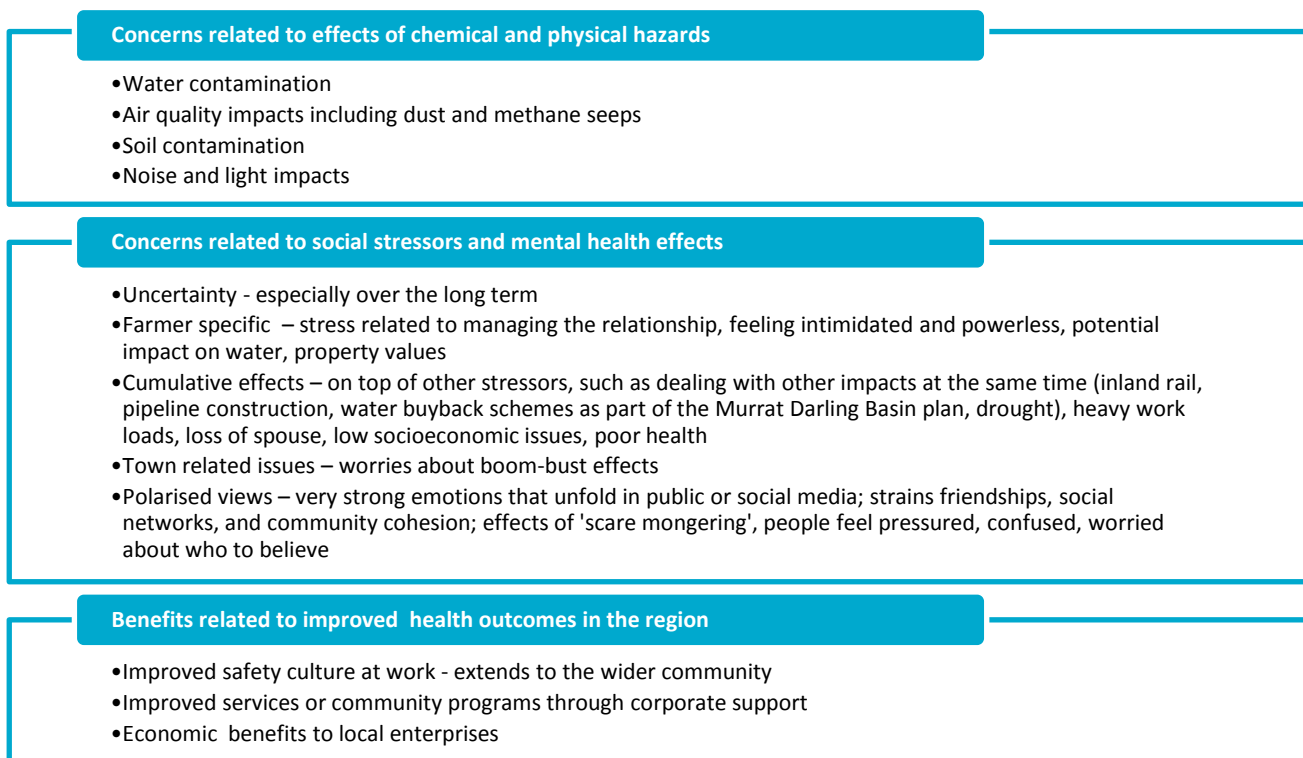 Concerns related to effects of chemical and physical hazards
•Water contamination
•Air quality impacts including dust and methane seeps
•Soil contamination
•Noise and light impacts
Concerns related to social stressors and mental health effects
•Uncertainty - especially over the long term
•Farmer specific – stress related to managing the relationship, feeling intimidated and powerless, potential
impact on water, property values
•Cumulative effects – on top of other stressors, such as dealing with other impacts at the same time (inland rail,
pipeline construction, water buyback schemes as part of the Murrat Darling Basin plan, drought), heavy work
loads, loss of spouse, low socioeconomic issues, poor health
•Town related issues – worries about boom-bust effects
•Polarised views – very strong emotions that unfold in public or social media; strains friendships, social
networks, and community cohesion; effects of 'scare mongering', people feel pressured, confused, worried
about who to believe
Benefits related to improved  health outcomes in the region
•Improved safety culture at work - extends to the wider community
•Improved services or community programs through corporate support
•Economic  benefits to local enterprises